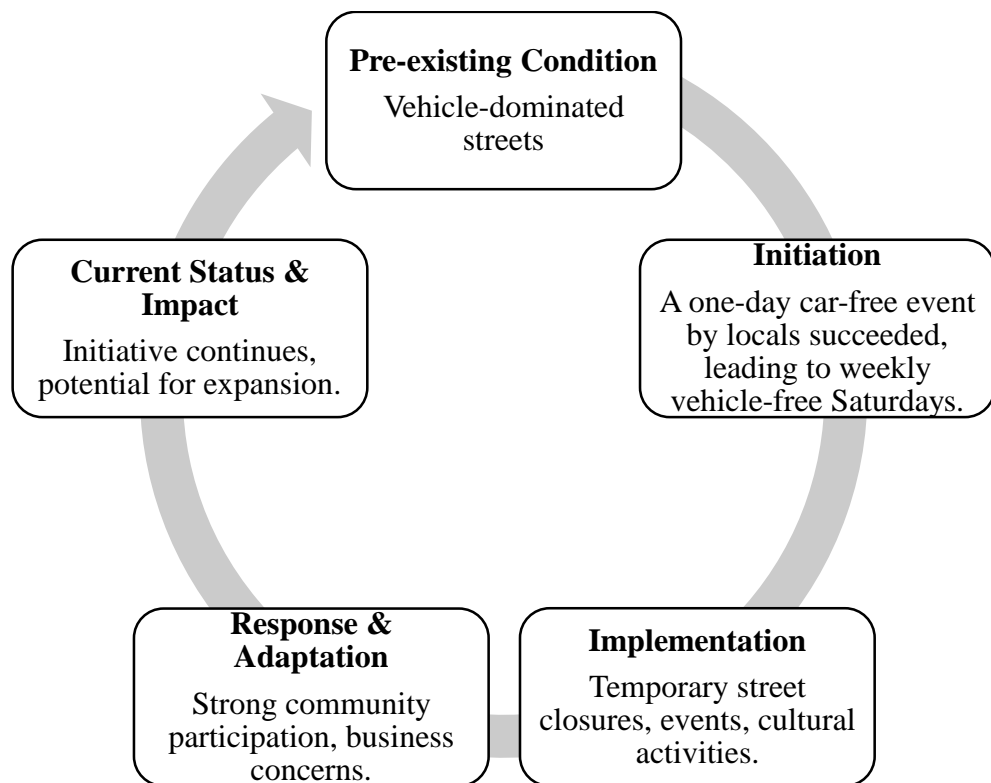 Pre-existing Condition
Vehicle-dominated
streets
Initiation
A one-day car-free event
by locals succeeded,
leading to weekly
vehicle-free Saturdays.
Implementation
Temporary street
closures, events, cultural
activities.
Response &
Adaptation
Strong community
participation, business
concerns.
Current Status &
Impact
Initiative continues,
potential for expansion.